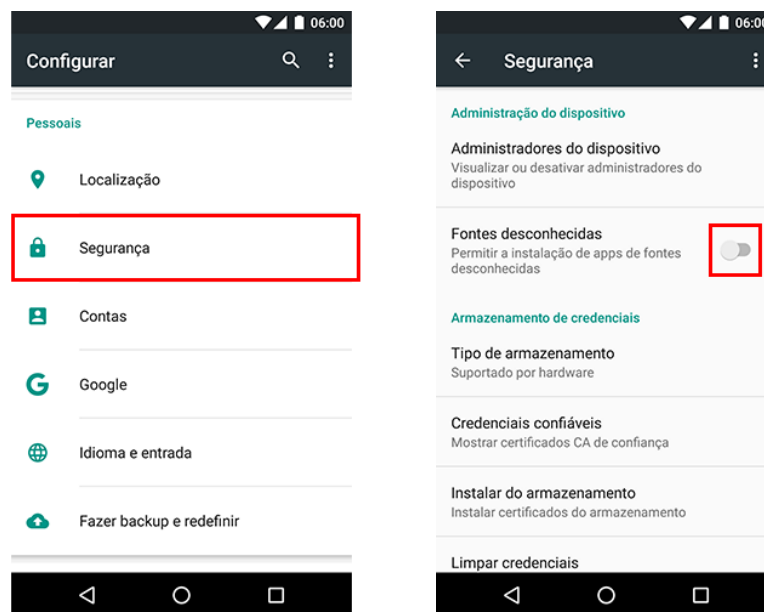 06:00
Configurar
Pessoais
Localização
Segurança
Contas
Google
Idioma e entrada
Fazer backup e redefinir
06:00
Segurança
Administração do dispositivo
Administradores do dispositivo
Visualizar ou desativar administradores do
dispositivo
Fontes desconhecidas
Permitir a instalação de apps de fontes
desconhecidas
Armazenamento de credenciais
Tipo de armazenamento
Suportado por hardware
Credenciais confiáveis
Mostrar certificados CA de confiança
Instalar do armazenamento
Instalar certificados do armazenamento
Limpar credenciais